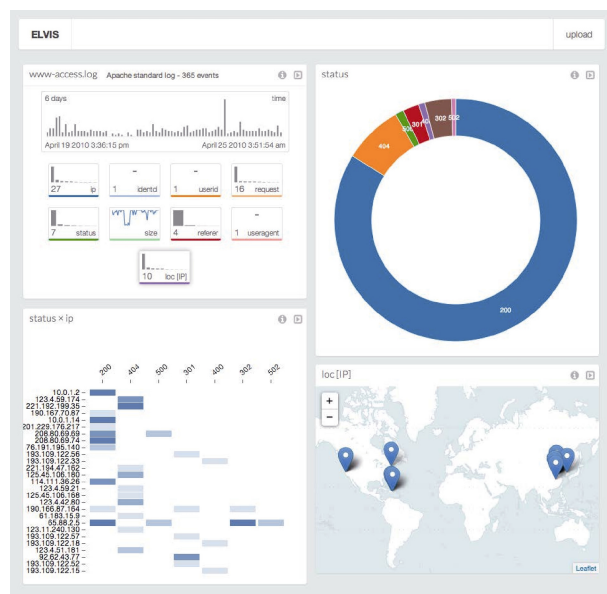 ELVIS
upload
www-access.log Apache standard log - 365 events
6 days time
April 19 2010 3:36:15 pm April 25 2010 3:51:54 am
27 ip
1 identd
1 userid
16 request
7 status
size
4 referer
1 useragent
10 loc [IP]
status
200
404
301
302
502
status × ip
200 404 500 301 400 302 502
10.0.1.2
123.4.59.174
221.192.199.35
190.167.70.87
10.0.1.14
201.229.176.217
208.80.69.69
208.80.69.74
76.191.195.140
193.109.122.56
193.109.122.33
221.194.47.162
125.45.106.180
114.111.36.26
123.4.59.21
125.45.106.168
123.4.42.80
190.166.87.164
61.183.15.9
65.88.2.5
123.11.240.130
193.109.122.57
193.109.122.18
123.4.51.181
92.62.43.77
193.109.122.52
193.109.122.15
loc [IP]
+
−
Leaflet